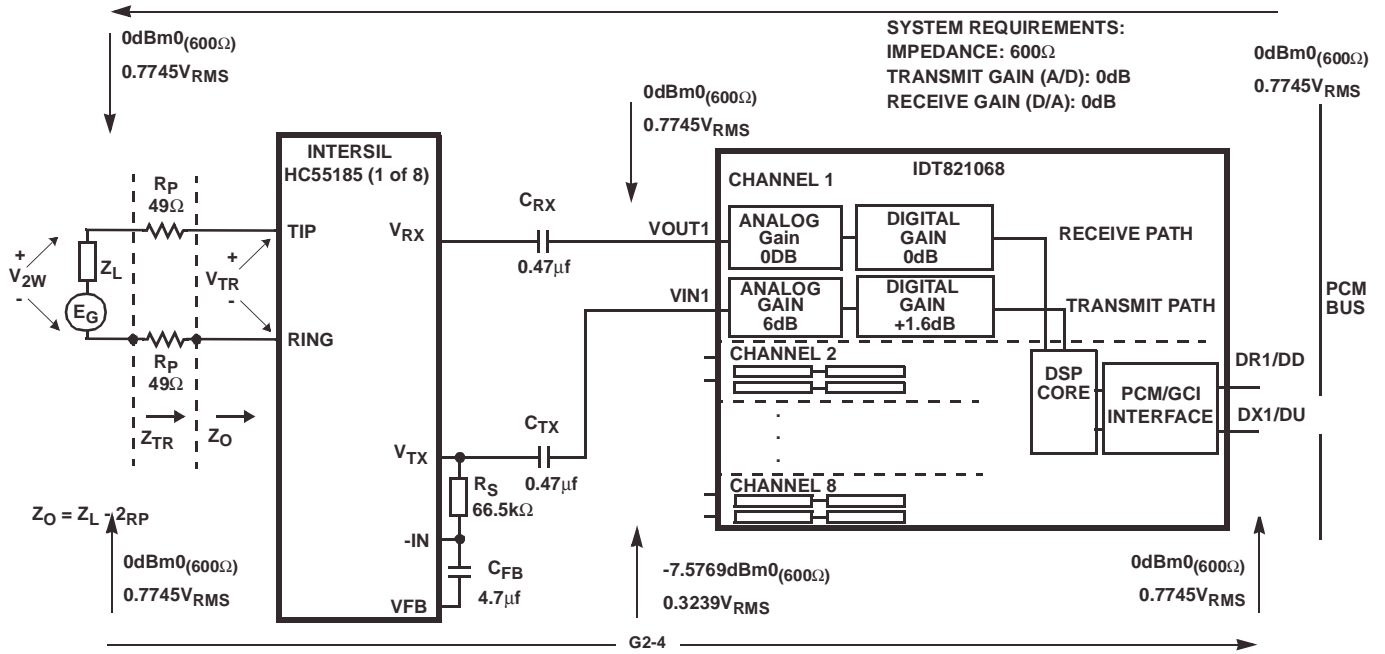 0dBm0(600Ω)
0.7745VRMS
SYSTEM REQUIREMENTS:
IMPEDANCE: 600Ω
TRANSMIT GAIN (A/D): 0dB
RECEIVE GAIN (D/A): 0dB
0dBm0(600Ω)
0.7745VRMS
0dBm0(600Ω)
0.7745VRMS
INTERSIL
HC55185 (1 of 8)
TIP
RING
VRX
VTX
-IN
VFB
RP
49Ω
+
V2W
-
ZL
EG
+
VTR
-
RP
49Ω
ZTR
ZO
ZO = ZL - 2RP
0dBm0(600Ω)
0.7745VRMS
CRX
0.47μf
CTX
0.47μf
RS
66.5kΩ
CFB
4.7μf
IDT821068
CHANNEL 1
VOUT1
ANALOG
Gain
0DB
DIGITAL
GAIN
0dB
RECEIVE PATH
VIN1
ANALOG
GAIN
6dB
DIGITAL
GAIN
+1.6dB
TRANSMIT PATH
CHANNEL 2
.
.
.
CHANNEL 8
DSP
CORE
PCM/GCI
INTERFACE
DR1/DD
DX1/DU
PCM
BUS
-7.5769dBm0(600Ω)
0.3239VRMS
0dBm0(600Ω)
0.7745VRMS
G2-4